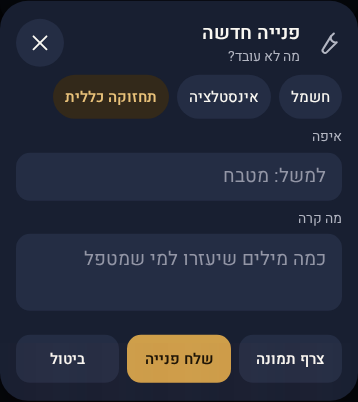 פנייה חדשה
מה לא עובד?
חשמל
אינסטלציה
תחזוקה כללית
איפה
למשל: מטבח
מה קרה
כמה מילים שיעזרו למי שמטפל
צרף תמונה
שלח פנייה
ביטול